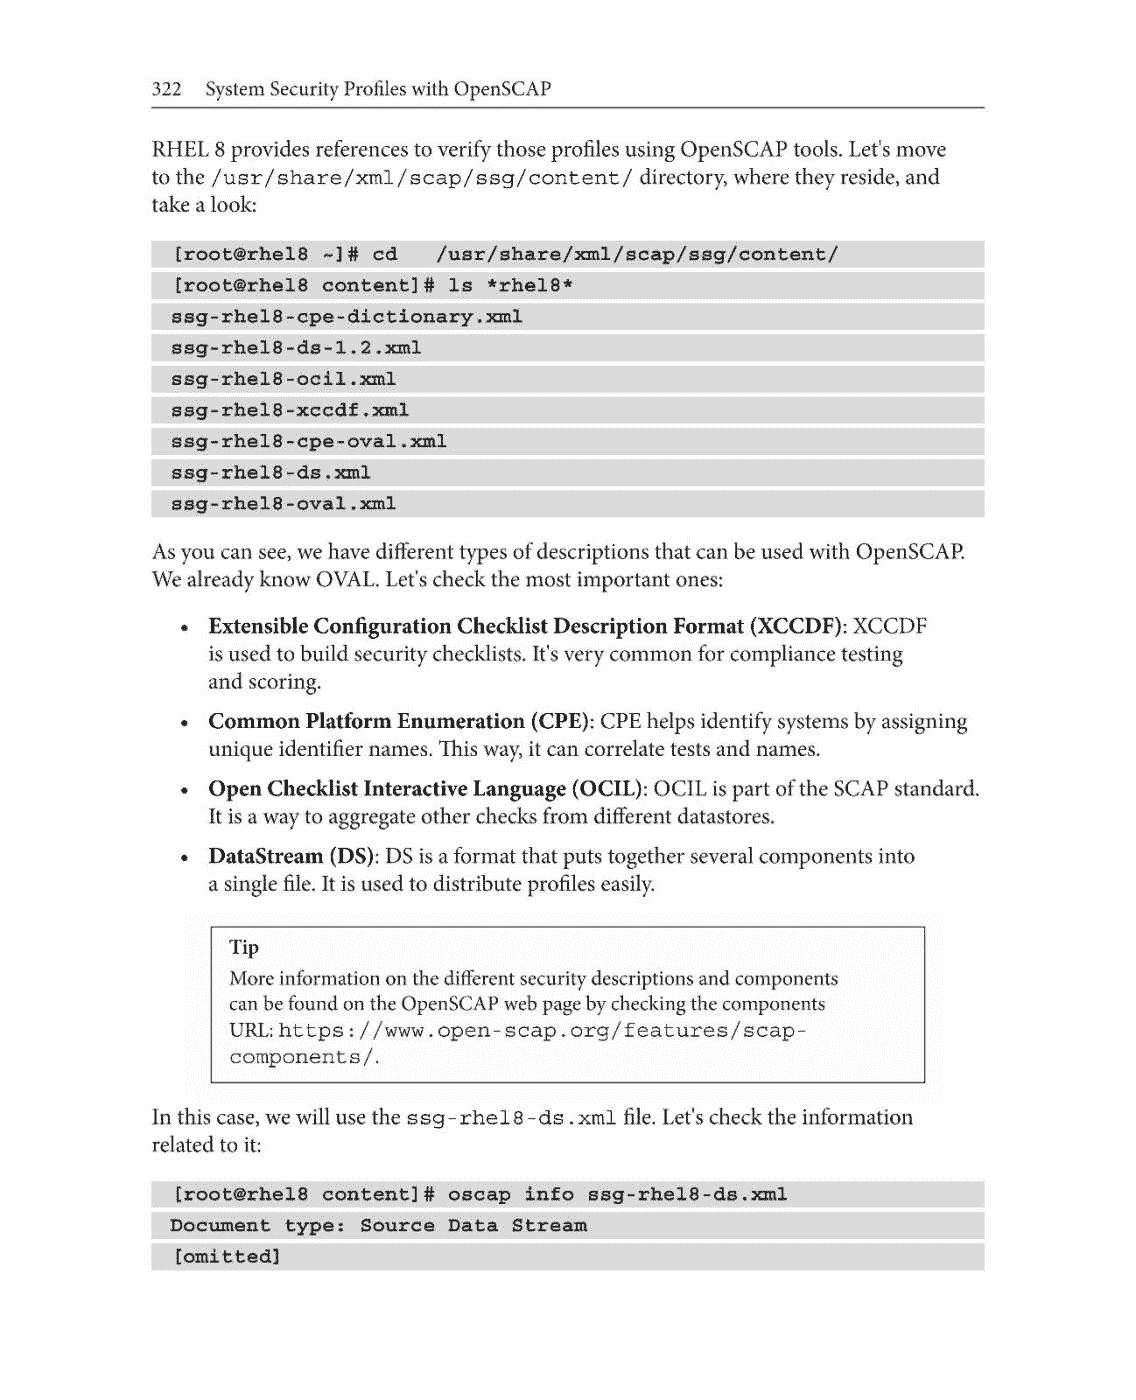 322 System Security Profiles with OpenSCAP
RHEL 8 provides references to verify those profiles using OpenSCAP tools. Let's move
to the /usr/share/xml/scap/ssg/content/ directory, where they reside, and
take a look:
[root@rhel8 ~]# cd   /usr/share/xml/scap/ssg/content/
[root@rhel8 content]# ls *rhel8*
ssg-rhel8-cpe-dictionary.xml
ssg-rhel8-ds-1.2.xml
ssg-rhel8-ocil.xml
ssg-rhel8-xccdf.xml
ssg-rhel8-cpe-oval.xml
ssg-rhel8-ds.xml
ssg-rhel8-oval.xml
As you can see, we have different types of descriptions that can be used with OpenSCAP.
We already know OVAL. Let's check the most important ones:
• Extensible Configuration Checklist Description Format (XCCDF): XCCDF
is used to build security checklists. It's very common for compliance testing
and scoring.
• Common Platform Enumeration (CPE): CPE helps identify systems by assigning
unique identifier names. This way, it can correlate tests and names.
• Open Checklist Interactive Language (OCIL): OCIL is part of the SCAP standard.
It is a way to aggregate other checks from different datastores.
• DataStream (DS): DS is a format that puts together several components into
a single file. It is used to distribute profiles easily.
Tip
More information on the different security descriptions and components
can be found on the OpenSCAP web page by checking the components
URL: https://www.open-scap.org/features/scap-
components/.
In this case, we will use the ssg-rhel8-ds.xml file. Let's check the information
related to it:
[root@rhel8 content]# oscap info ssg-rhel8-ds.xml
Document type: Source Data Stream
[omitted]